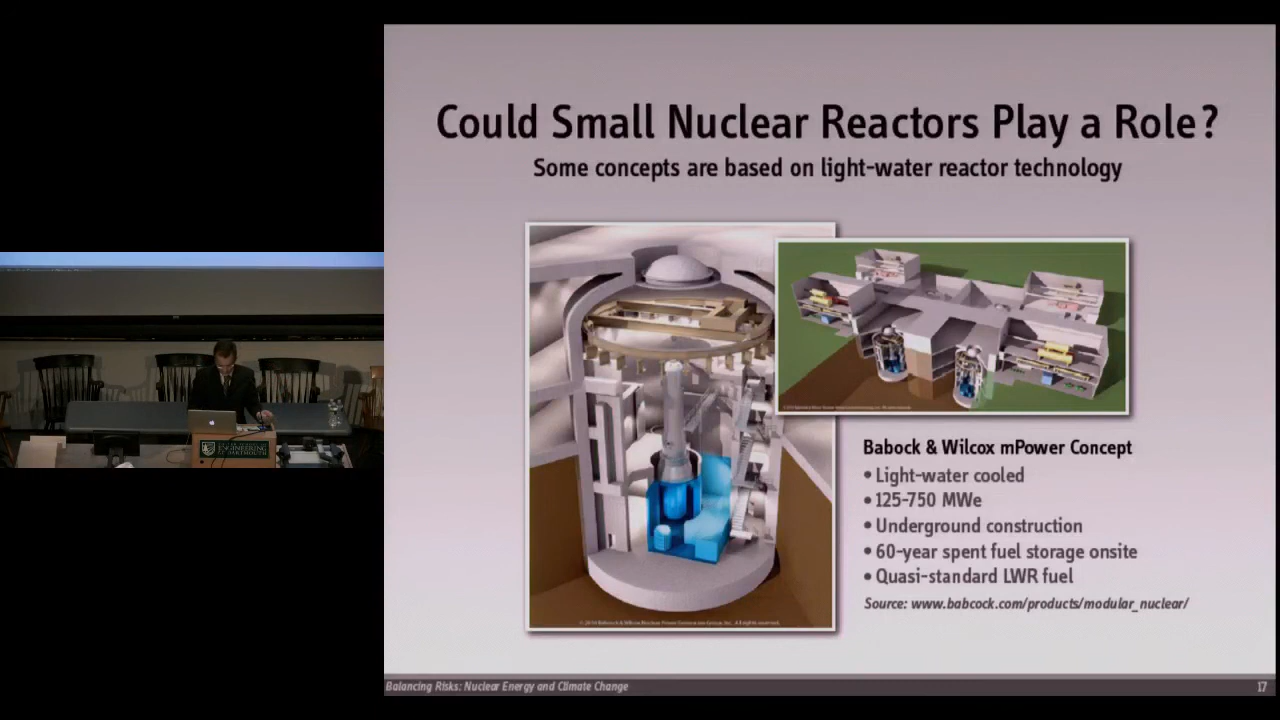 Could Small Nuclear Reactors Play a Role?
Some concepts are based on light-water reactor technology
Babock & Wilcox mPower Concept
• Light-water cooled
• 125-750 MWe
• Underground construction
• 60-year spent fuel storage onsite
• Quasi-standard LWR fuel
Source: www.babcock.com/products/modular_nuclear/
Balancing Risks: Nuclear Energy and Climate Change
17
ENGINEERING